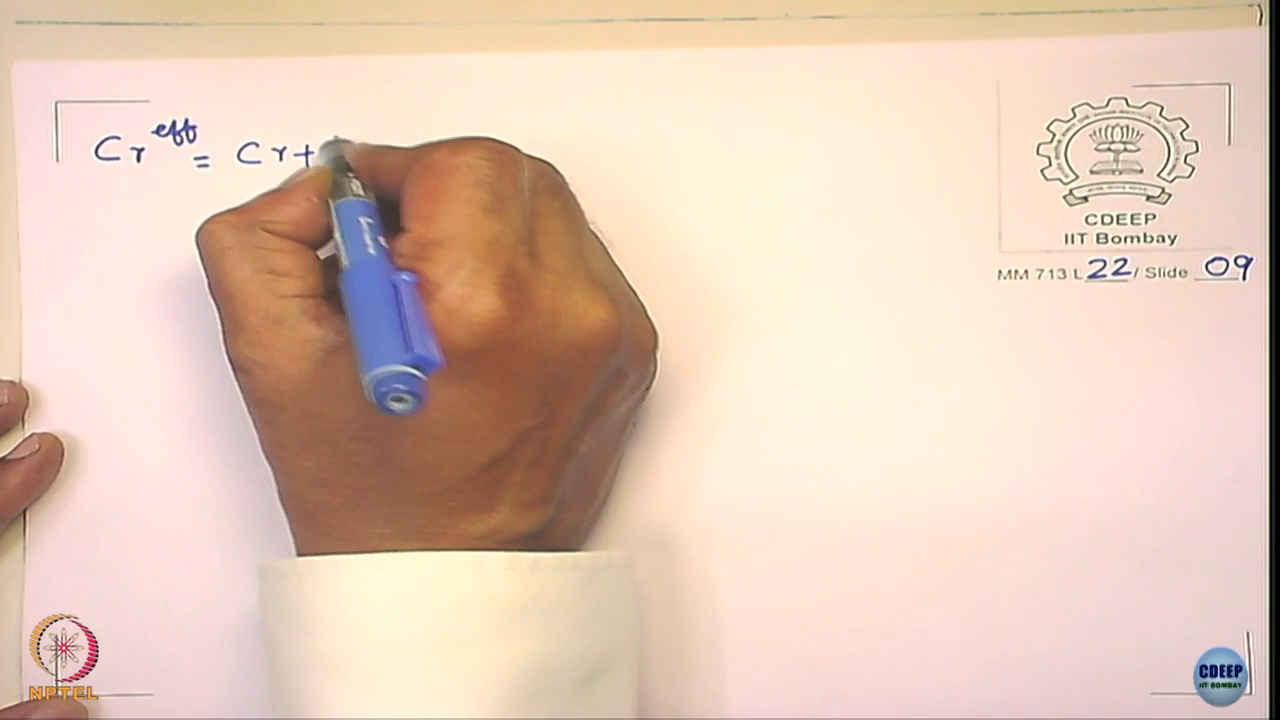 Cr^eff = Cr+
CDEEP
IIT Bombay
MM 713 L 22 / Slide 09
NPTEL
CDEEP
IIT BOMBAY